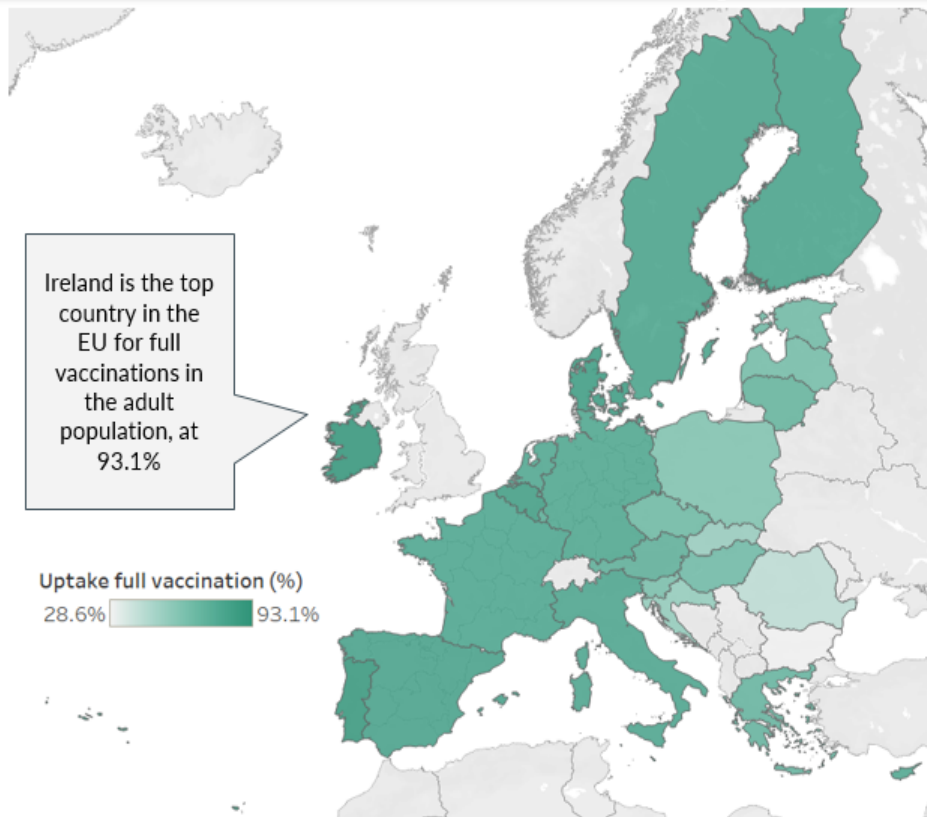 Ireland is the top
country in the
EU for full
vaccinations in
the adult
population, at
93.1%
Uptake full vaccination (%)
28.6%
93.1%